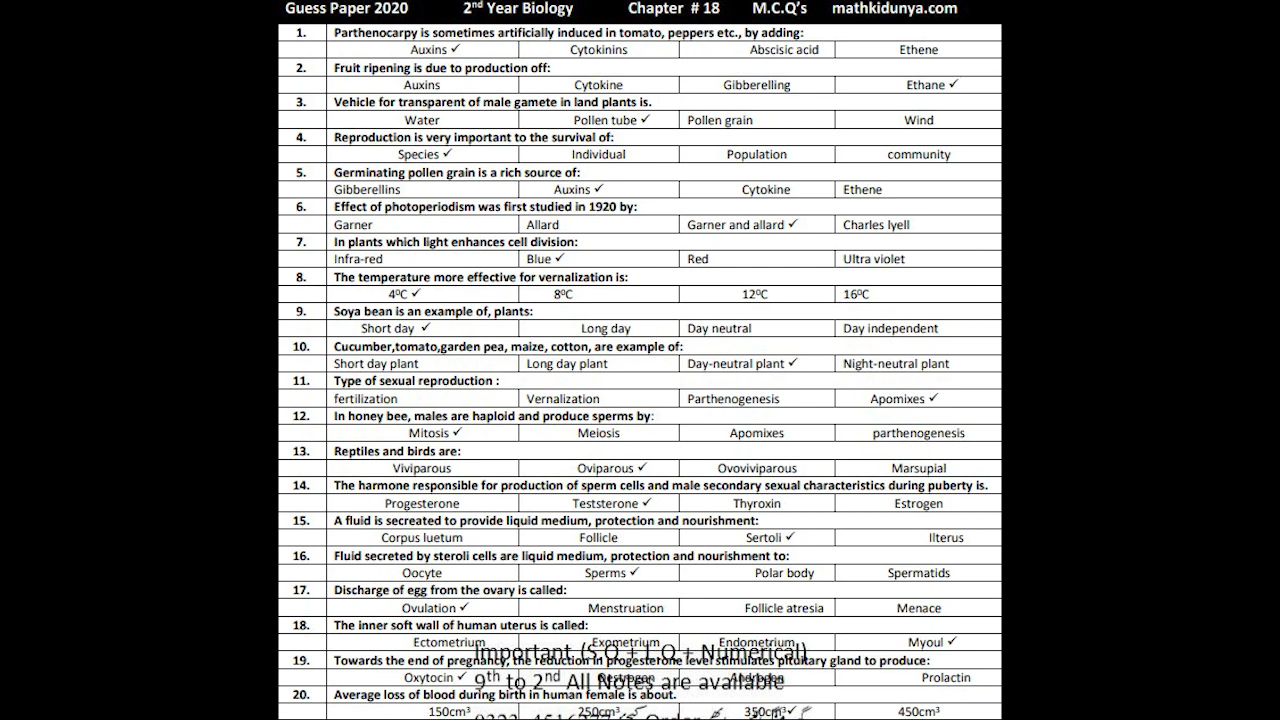 Guess Paper 2020 2nd Year Biology Chapter # 18 M.C.Q's mathkidunya.com
1. Parthenocarpy is sometimes artificially induced in tomato, peppers etc., by adding:
Auxins ✓ Cytokinins Abscisic acid Ethene
2. Fruit ripening is due to production off:
Auxins Cytokine Gibberelling Ethane ✓
3. Vehicle for transparent of male gamete in land plants is.
Water Pollen tube ✓ Pollen grain Wind
4. Reproduction is very important to the survival of:
Species ✓ Individual Population community
5. Germinating pollen grain is a rich source of:
Gibberellins Auxins ✓ Cytokine Ethene
6. Effect of photoperiodism was first studied in 1920 by:
Garner Allard Garner and allard ✓ Charles lyell
7. In plants which light enhances cell division:
Infra-red Blue ✓ Red Ultra violet
8. The temperature more effective for vernalization is:
4⁰C ✓ 8⁰C 12⁰C 16⁰C
9. Soya bean is an example of, plants:
Short day ✓ Long day Day neutral Day independent
10. Cucumber,tomato,garden pea, maize, cotton, are example of:
Short day plant Long day plant Day-neutral plant ✓ Night-neutral plant
11. Type of sexual reproduction :
fertilization Vernalization Parthenogenesis Apomixes ✓
12. In honey bee, males are haploid and produce sperms by:
Mitosis ✓ Meiosis Apomixes parthenogenesis
13. Reptiles and birds are:
Viviparous Oviparous ✓ Ovoviviparous Marsupial
14. The harmone responsible for production of sperm cells and male secondary sexual characteristics during puberty is.
Progesterone Teststerone ✓ Thyroxin Estrogen
15. A fluid is secreated to provide liquid medium, protection and nourishment:
Corpus luetum Follicle Sertoli ✓ Ilterus
16. Fluid secreted by steroli cells are liquid medium, protection and nourishment to:
Oocyte Sperms ✓ Polar body Spermatids
17. Discharge of egg from the ovary is called:
Ovulation ✓ Menstruation Follicle atresia Menace
18. The inner soft wall of human uterus is called:
Ectometrium Exometrium Endometrium Myoul ✓
Important (S.Q + L.Q + Numerical)
19. Towards the end of pregnancy, the reduction in progesterone level stimulates pituitary gland to produce:
Oxytocin ✓ Oestrogen Androgen Prolactin
9th to 2nd All Notes are available
20. Average loss of blood during birth in human female is about.
150cm³ 250cm³ 350cm³ ✓ 450cm³